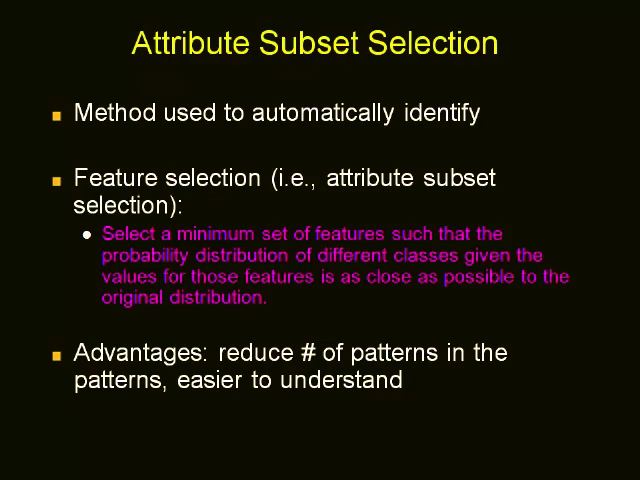 Attribute Subset Selection
Method used to automatically identify
Feature selection (i.e., attribute subset
selection):
Select a minimum set of features such that the
probability distribution of different classes given the
values for those features is as close as possible to the
original distribution.
Advantages: reduce # of patterns in the
patterns, easier to understand